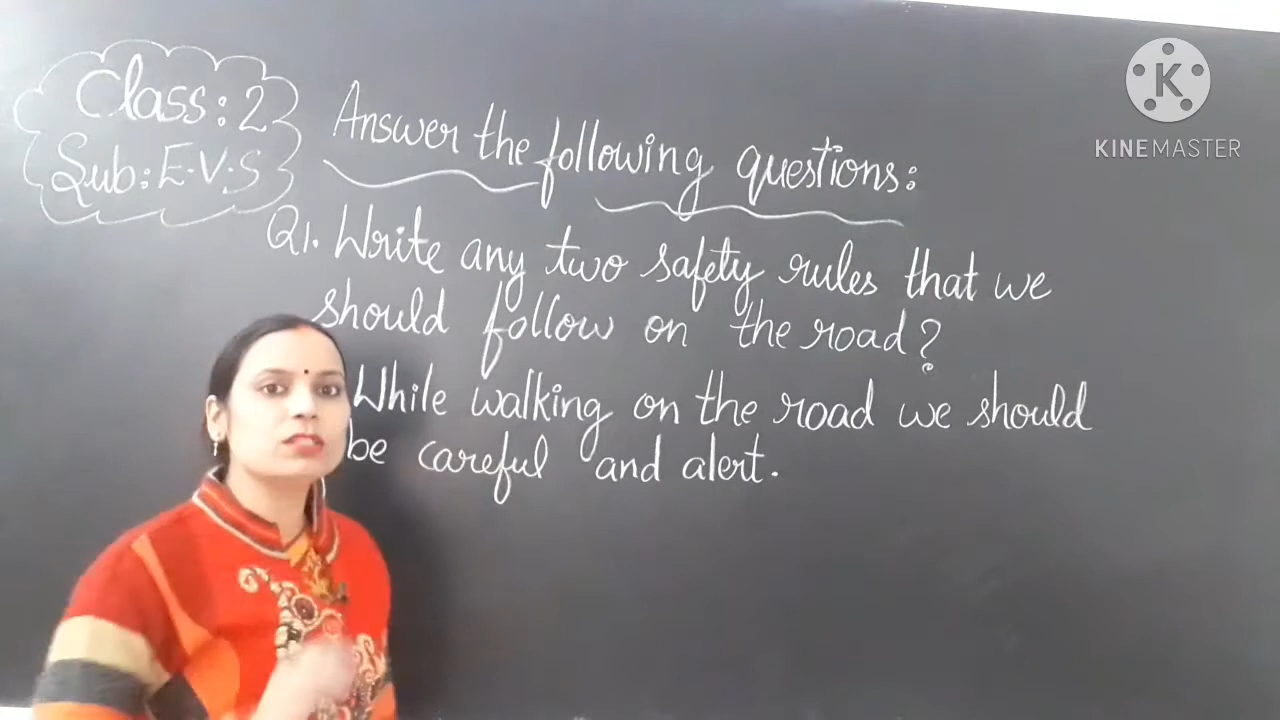 Class: 2
Sub: E.V.S
Answer the following questions:
Q1. Write any two safety rules that we
should follow on the road?
While walking on the road we should
be careful and alert.
KINEMASTER